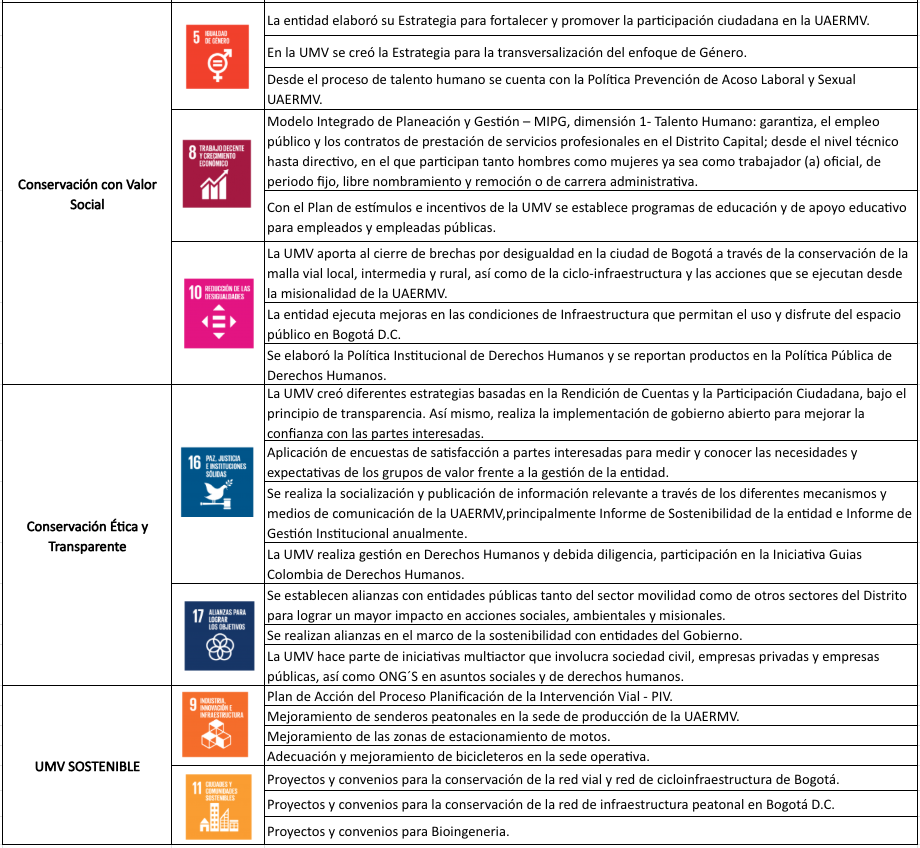 Conservación con Valor
Social
5 IGUALDAD
DE GÉNERO
La entidad elaboró su Estrategia para fortalecer y promover la participación ciudadana en la UAERMV.
En la UMV se creó la Estrategia para la transversalización del enfoque de Género.
Desde el proceso de talento humano se cuenta con la Política Prevención de Acoso Laboral y Sexual
UAERMV.
8 TRABAJO DECENTE
Y CRECIMIENTO
ECONÓMICO
Modelo Integrado de Planeación y Gestión – MIPG, dimensión 1- Talento Humano: garantiza, el empleo
público y los contratos de prestación de servicios profesionales en el Distrito Capital; desde el nivel técnico
hasta directivo, en el que participan tanto hombres como mujeres ya sea como trabajador (a) oficial, de
periodo fijo, libre nombramiento y remoción o de carrera administrativa.
Con el Plan de estímulos e incentivos de la UMV se establece programas de educación y de apoyo educativo
para empleados y empleadas públicas.
10 REDUCCIÓN DE LAS
DESIGUALDADES
La UMV aporta al cierre de brechas por desigualdad en la ciudad de Bogotá a través de la conservación de la
malla vial local, intermedia y rural, así como de la ciclo-infraestructura y las acciones que se ejecutan desde
la misionalidad de la UAERMV.
La entidad ejecuta mejoras en las condiciones de Infraestructura que permitan el uso y disfrute del espacio
público en Bogotá D.C.
Se elaboró la Política Institucional de Derechos Humanos y se reportan productos en la Política Pública de
Derechos Humanos.
Conservación Ética y
Transparente
16 PAZ, JUSTICIA
E INSTITUCIONES
SÓLIDAS
La UMV creó diferentes estrategias basadas en la Rendición de Cuentas y la Participación Ciudadana, bajo el
principio de transparencia. Así mismo, realiza la implementación de gobierno abierto para mejorar la
confianza con las partes interesadas.
Aplicación de encuestas de satisfacción a partes interesadas para medir y conocer las necesidades y
expectativas de los grupos de valor frente a la gestión de la entidad.
Se realiza la socialización y publicación de información relevante a través de los diferentes mecanismos y
medios de comunicación de la UAERMV,principalmente Informe de Sostenibilidad de la entidad e Informe de
Gestión Institucional anualmente.
La UMV realiza gestión en Derechos Humanos y debida diligencia, participación en la Iniciativa Guias
Colombia de Derechos Humanos.
17 ALIANZAS PARA
LOGRAR
LOS OBJETIVOS
Se establecen alianzas con entidades públicas tanto del sector movilidad como de otros sectores del Distrito
para lograr un mayor impacto en acciones sociales, ambientales y misionales.
Se realizan alianzas en el marco de la sostenibilidad con entidades del Gobierno.
La UMV hace parte de iniciativas multiactor que involucra sociedad civil, empresas privadas y empresas
públicas, así como ONG´S en asuntos sociales y de derechos humanos.
UMV SOSTENIBLE
9 INDUSTRIA,
INNOVACIÓN E
INFRAESTRUCTURA
Plan de Acción del Proceso Planificación de la Intervención Vial - PIV.
Mejoramiento de senderos peatonales en la sede de producción de la UAERMV.
Mejoramiento de las zonas de estacionamiento de motos.
Adecuación y mejoramiento de bicicleteros en la sede operativa.
11 CIUDADES Y
COMUNIDADES
SOSTENIBLES
Proyectos y convenios para la conservación de la red vial y red de cicloinfraestructura de Bogotá.
Proyectos y convenios para la conservación de la red de infraestructura peatonal en Bogotá D.C.
Proyectos y convenios para Bioingeneria.